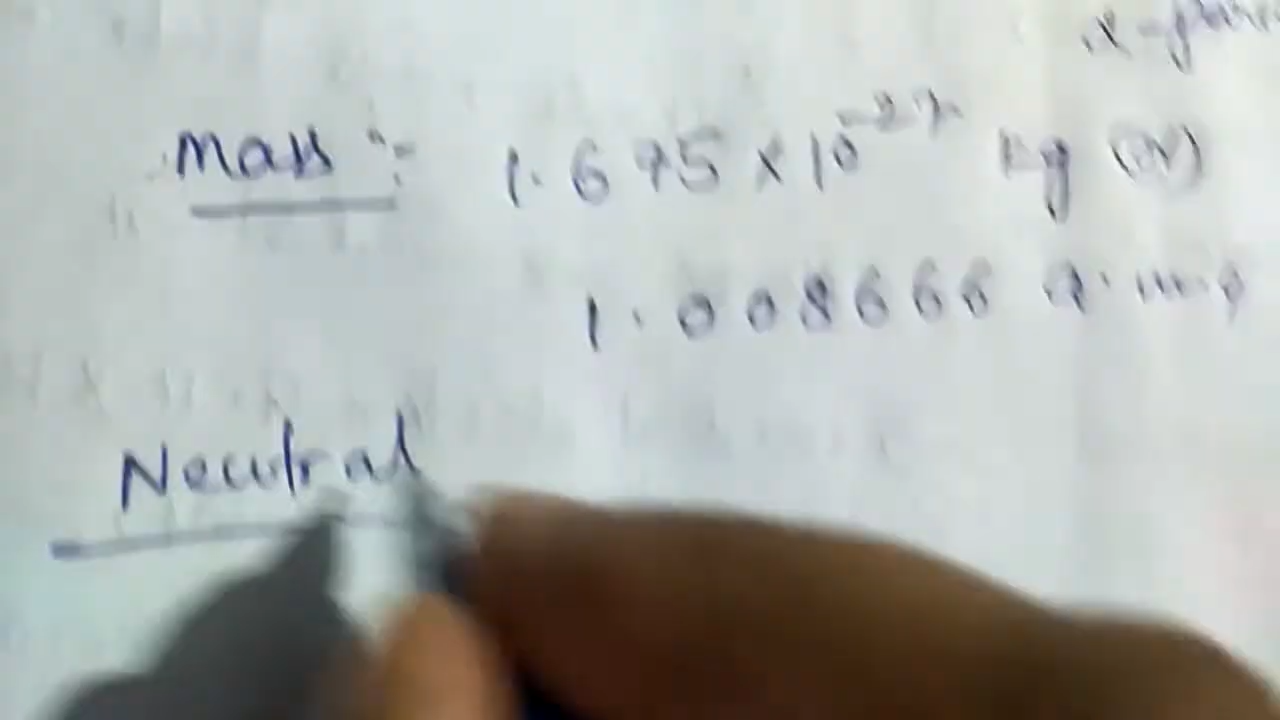 Mass :- 1.675 x 10^-27 kg (or)
1.008666 a.m.u
Neutral